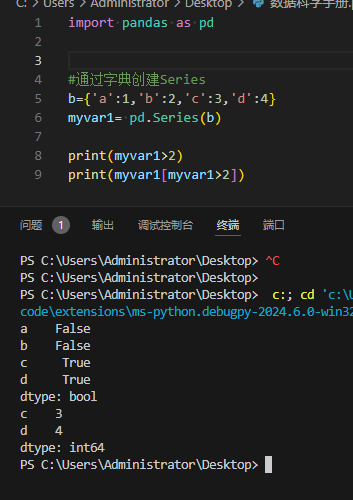 C: > Users > Administrator > Desktop > 数据科学手册.
1 import pandas as pd
2
3
4 #通过字典创建Series
5 b={'a':1,'b':2,'c':3,'d':4}
6 myvar1= pd.Series(b)
7
8 print(myvar1>2)
9 print(myvar1[myvar1>2])
问题 1 输出 调试控制台 终端 端口
PS C:\Users\Administrator\Desktop> ^C
PS C:\Users\Administrator\Desktop>
PS C:\Users\Administrator\Desktop>  c:; cd 'c:\U
code\extensions\ms-python.debugpy-2024.6.0-win32
a    False
b    False
c     True
d     True
dtype: bool
c    3
d    4
dtype: int64
PS C:\Users\Administrator\Desktop>